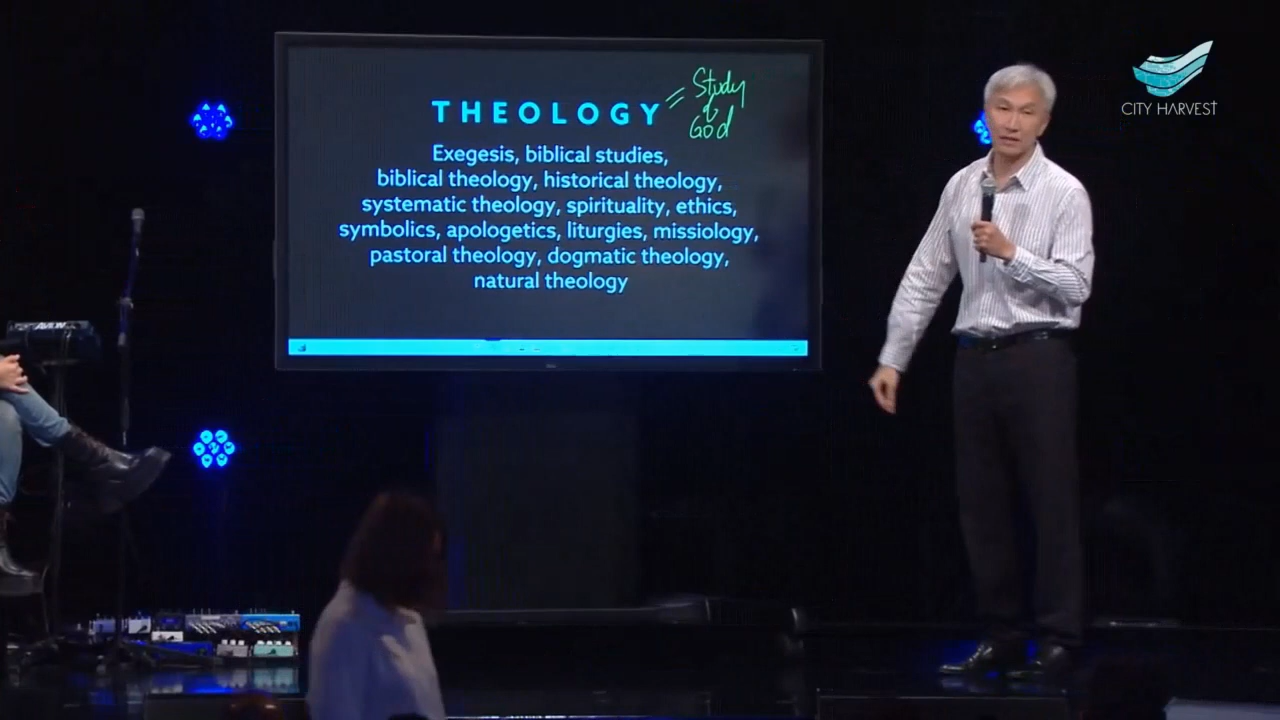 CITY HARVEST
THEOLOGY = Study
of
God
Exegesis, biblical studies,
biblical theology, historical theology,
systematic theology, spirituality, ethics,
symbolics, apologetics, liturgies, missiology,
pastoral theology, dogmatic theology,
natural theology